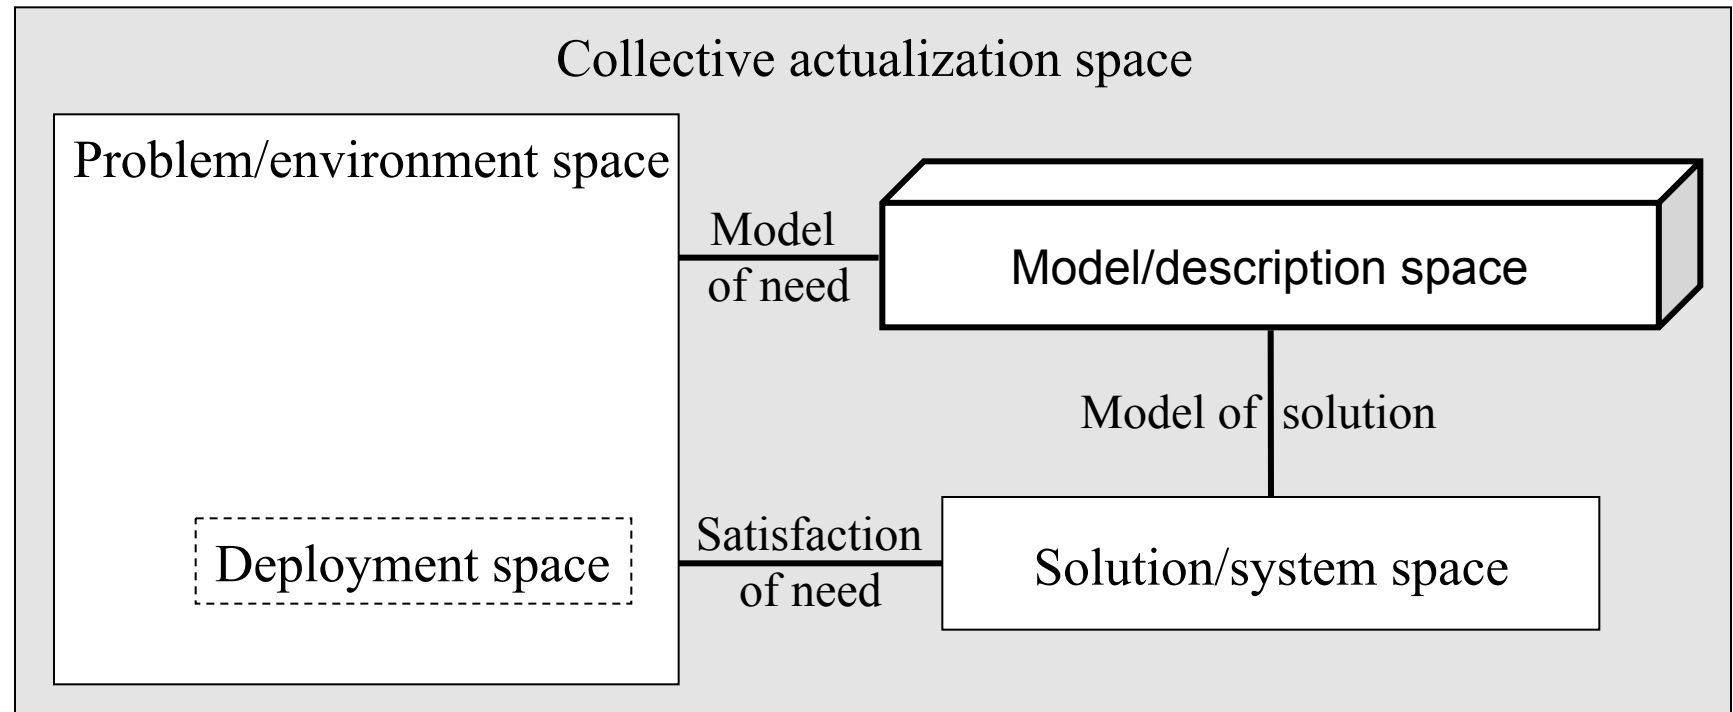 Collective actualization space
Problem/environment space
Model
of need
Model/description space
Model of solution
Satisfaction
of need
Deployment space
Solution/system space